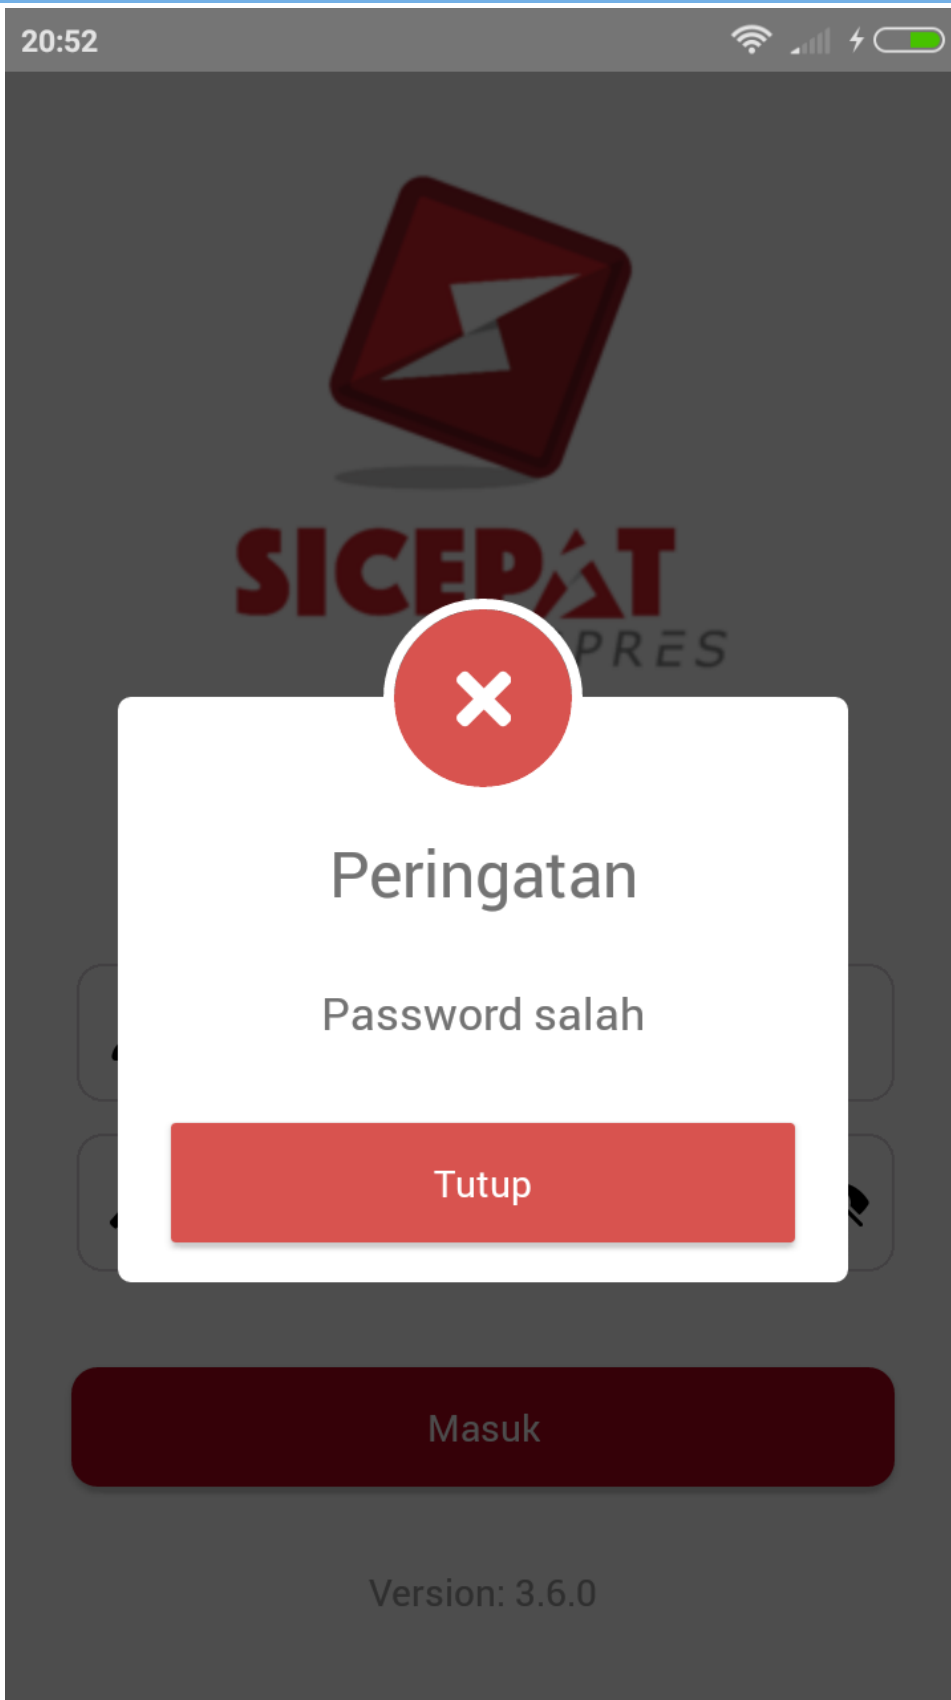 20:52
SICEPAT
PRES
Peringatan
Password salah
Tutup
Masuk
Version: 3.6.0